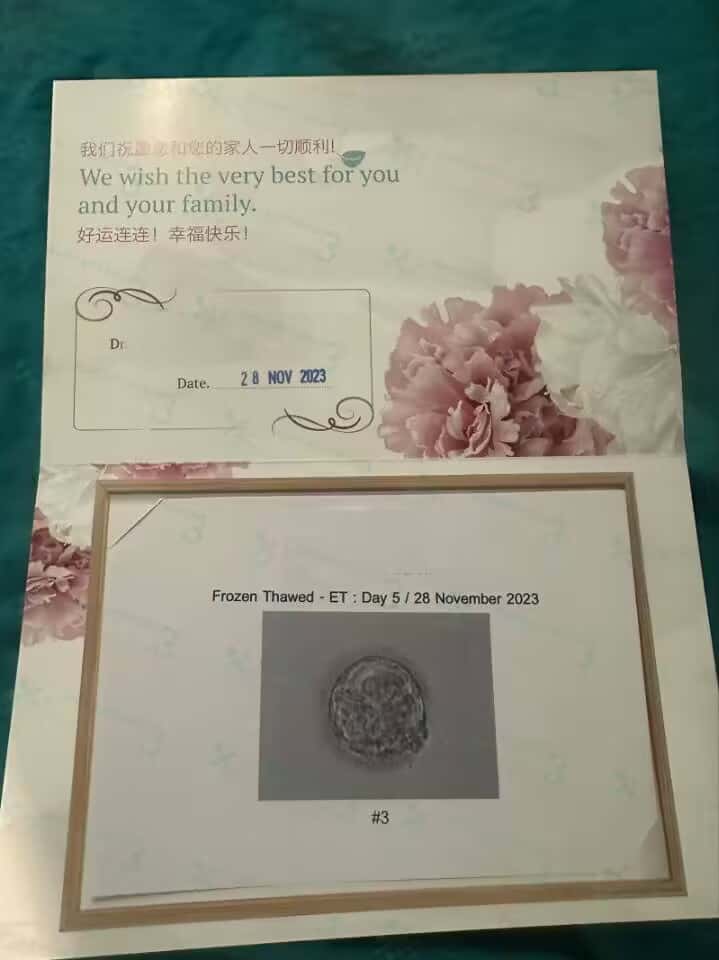 我们祝愿您和您的家人一切顺利!
We wish the very best for you
and your family.
好运连连！幸福快乐！
Dr.
Date. 28 NOV 2023
Frozen Thawed - ET : Day 5 / 28 November 2023
#3